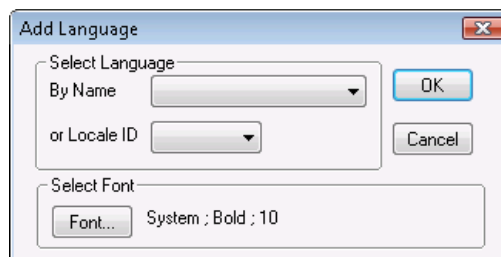 Add Language
Select Language
By Name
OK
or Locale ID
Cancel
Select Font
Font... System ; Bold ; 10